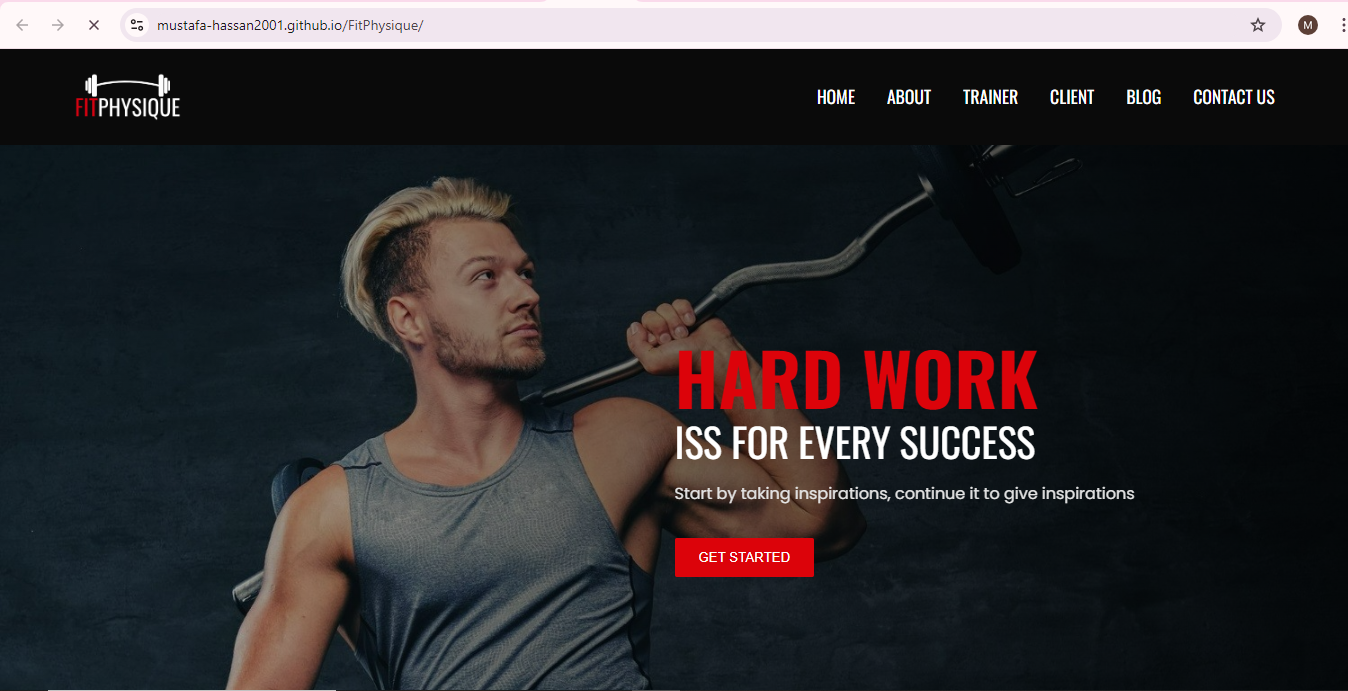 mustafa-hassan2001.github.io/FitPhysique/
M
FITPHYSIQUE
HOME ABOUT TRAINER CLIENT BLOG CONTACT US
HARD WORK
ISS FOR EVERY SUCCESS
Start by taking inspirations, continue it to give inspirations
GET STARTED